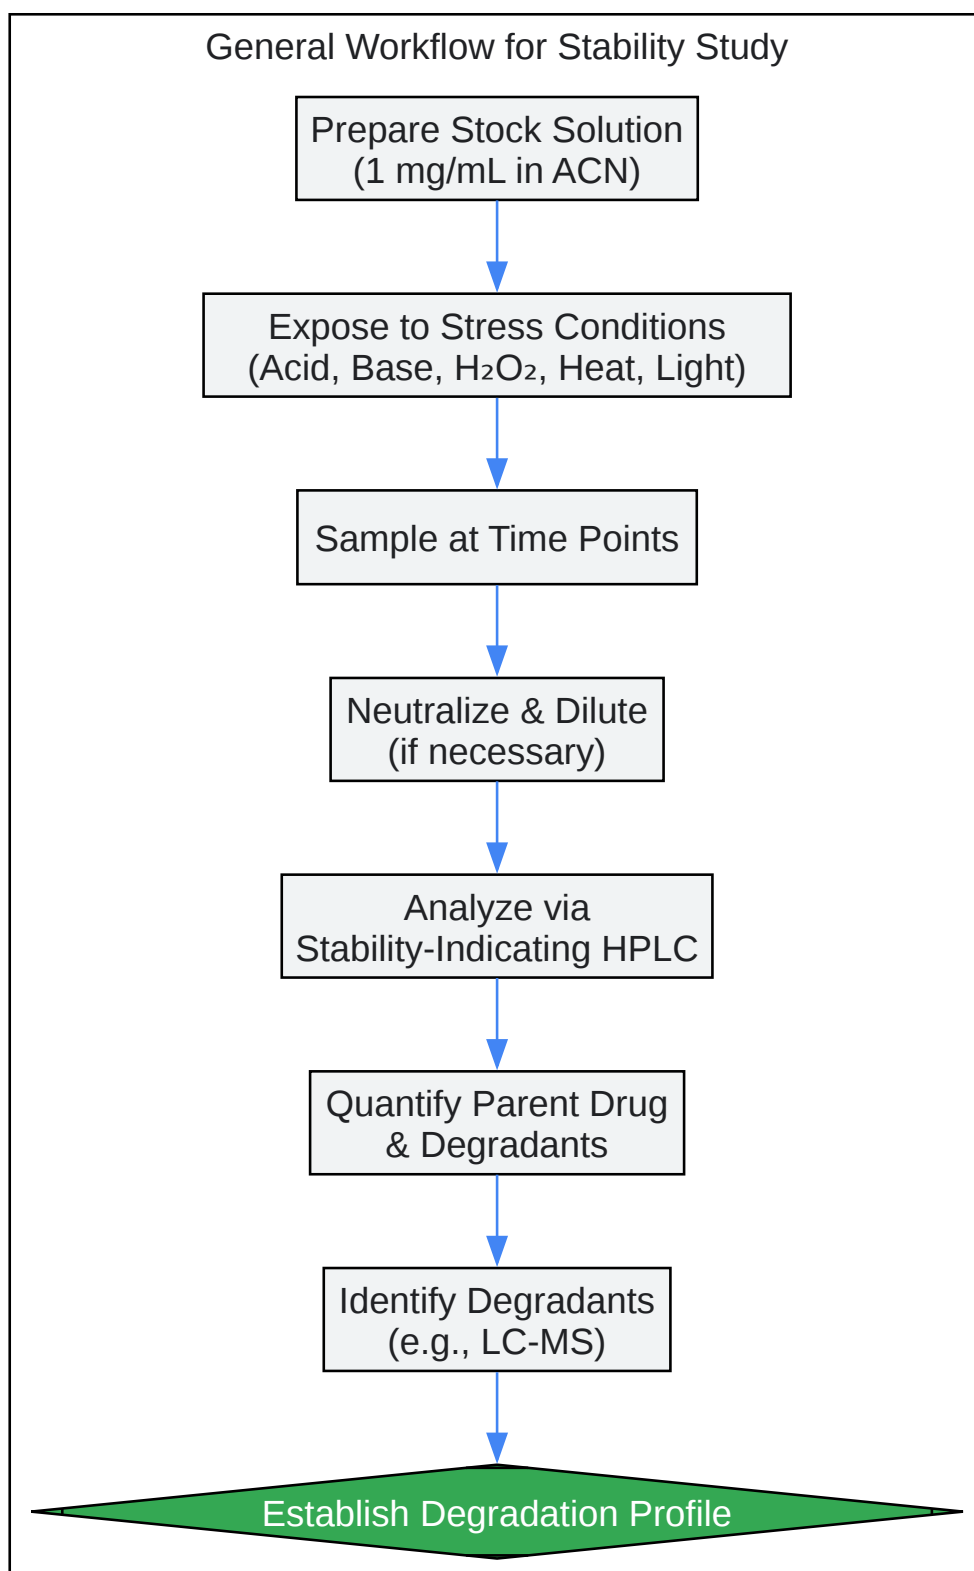 General Workflow for Stability Study
Prepare Stock Solution
(1 mg/mL in ACN)
Expose to Stress Conditions
(Acid, Base, H₂O₂, Heat, Light)
Sample at Time Points
Neutralize & Dilute
(if necessary)
Analyze via
Stability-Indicating HPLC
Quantify Parent Drug
& Degradants
Identify Degradants
(e.g., LC-MS)
Establish Degradation Profile